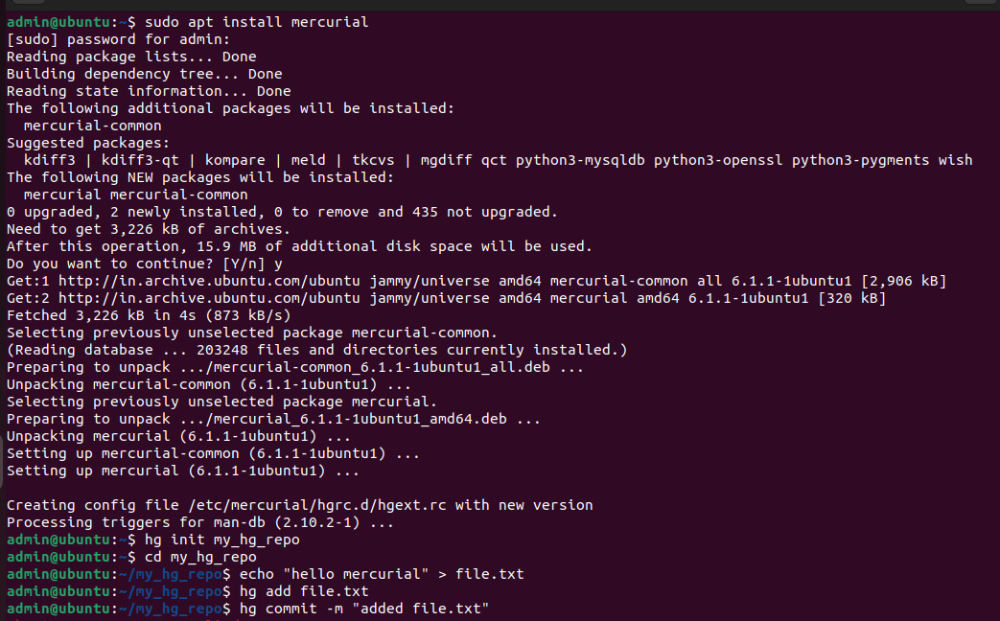 admin@ubuntu:~$ sudo apt install mercurial
[sudo] password for admin:
Reading package lists... Done
Building dependency tree... Done
Reading state information... Done
The following additional packages will be installed:
  mercurial-common
Suggested packages:
  kdiff3 | kdiff3-qt | kompare | meld | tkcvs | mgdiff qct python3-mysqldb python3-openssl python3-pygments wish
The following NEW packages will be installed:
  mercurial mercurial-common
0 upgraded, 2 newly installed, 0 to remove and 435 not upgraded.
Need to get 3,226 kB of archives.
After this operation, 15.9 MB of additional disk space will be used.
Do you want to continue? [Y/n] y
Get:1 http://in.archive.ubuntu.com/ubuntu jammy/universe amd64 mercurial-common all 6.1.1-1ubuntu1 [2,906 kB]
Get:2 http://in.archive.ubuntu.com/ubuntu jammy/universe amd64 mercurial amd64 6.1.1-1ubuntu1 [320 kB]
Fetched 3,226 kB in 4s (873 kB/s)
Selecting previously unselected package mercurial-common.
(Reading database ... 203248 files and directories currently installed.)
Preparing to unpack .../mercurial-common_6.1.1-1ubuntu1_all.deb ...
Unpacking mercurial-common (6.1.1-1ubuntu1) ...
Selecting previously unselected package mercurial.
Preparing to unpack .../mercurial_6.1.1-1ubuntu1_amd64.deb ...
Unpacking mercurial (6.1.1-1ubuntu1) ...
Setting up mercurial-common (6.1.1-1ubuntu1) ...
Setting up mercurial (6.1.1-1ubuntu1) ...

Creating config file /etc/mercurial/hgrc.d/hgext.rc with new version
Processing triggers for man-db (2.10.2-1) ...
admin@ubuntu:~$ hg init my_hg_repo
admin@ubuntu:~$ cd my_hg_repo
admin@ubuntu:~/my_hg_repo$ echo "hello mercurial" > file.txt
admin@ubuntu:~/my_hg_repo$ hg add file.txt
admin@ubuntu:~/my_hg_repo$ hg commit -m "added file.txt"